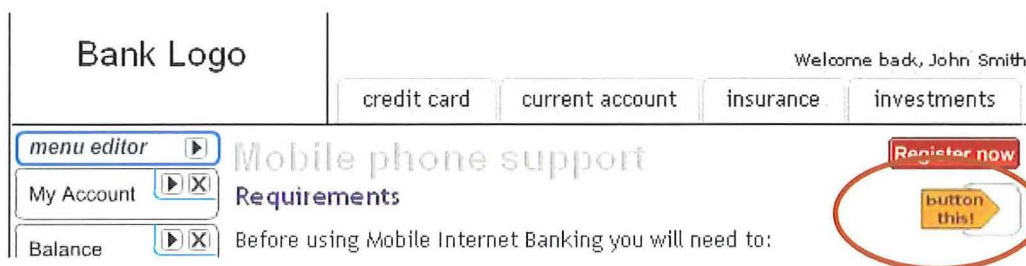 Bank Logo
Welcome back, John Smith
credit card current account insurance investments
menu editor
Mobile phone support
Register now
My Account X
Requirements
button
this!
Balance X
Before using Mobile Internet Banking you will need to: